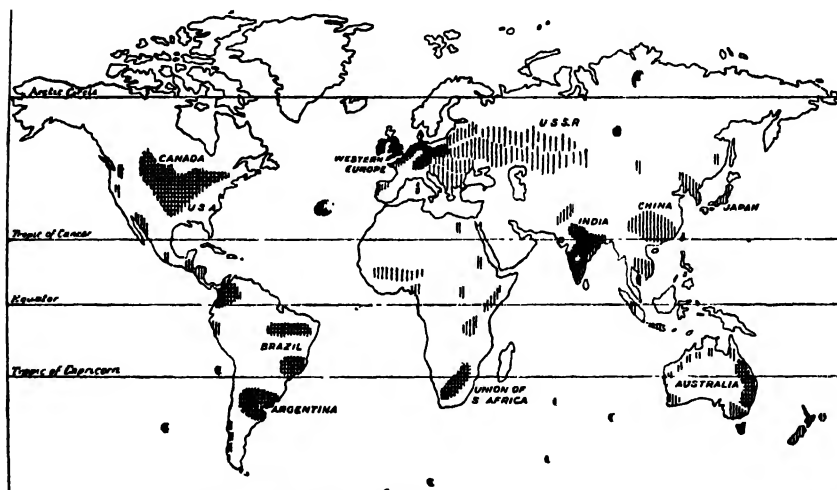 Arctic Circle
U S S.R
CANADA
WESTERN
EUROPE
U S A
CHINA
JAPAN
INDIA
Tropic of Cancer
Equator
BRAZIL
Tropic of Capricorn
AUSTRALIA
UNION OF
S AFRICA
ARGENTINA